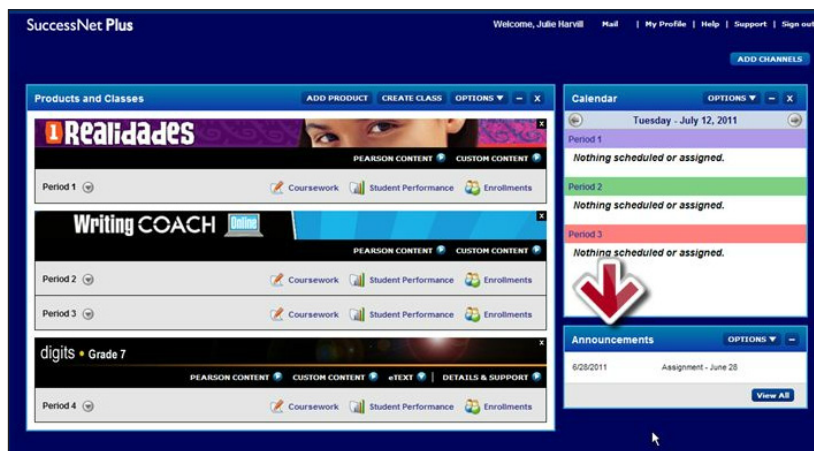 SuccessNet Plus
Welcome, Julie Harvill Mail | My Profile | Help | Support | Sign out
ADD CHANNELS
Products and Classes ADD PRODUCT CREATE CLASS OPTIONS
1 Realidades
PEARSON CONTENT CUSTOM CONTENT
Period 1 Coursework Student Performance Enrollments
Writing COACH Online
PEARSON CONTENT CUSTOM CONTENT
Period 2 Coursework Student Performance Enrollments
Period 3 Coursework Student Performance Enrollments
digits • Grade 7
PEARSON CONTENT CUSTOM CONTENT eTEXT | DETAILS & SUPPORT
Period 4 Coursework Student Performance Enrollments
Calendar OPTIONS
Tuesday - July 12, 2011
Period 1
Nothing scheduled or assigned.
Period 2
Nothing scheduled or assigned.
Period 3
Nothing scheduled or assigned.
Announcements OPTIONS
6/28/2011 Assignment - June 28
View All